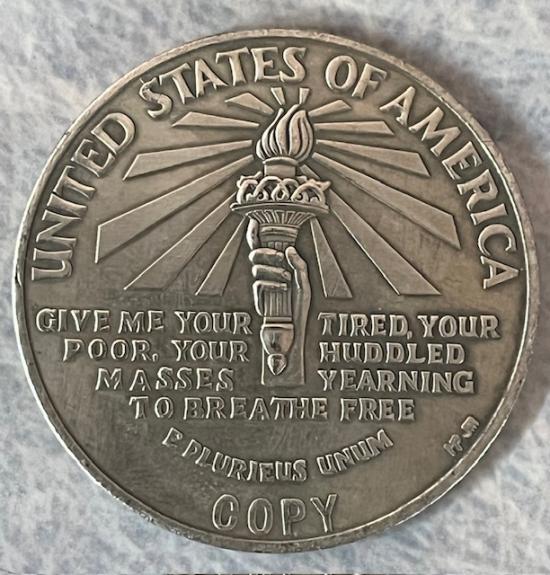 UNITED STATES OF AMERICA
GIVE ME YOUR TIRED, YOUR
POOR, YOUR HUDDLED
MASSES YEARNING
TO BREATHE FREE
E PLURIEUS UNUM
COPY